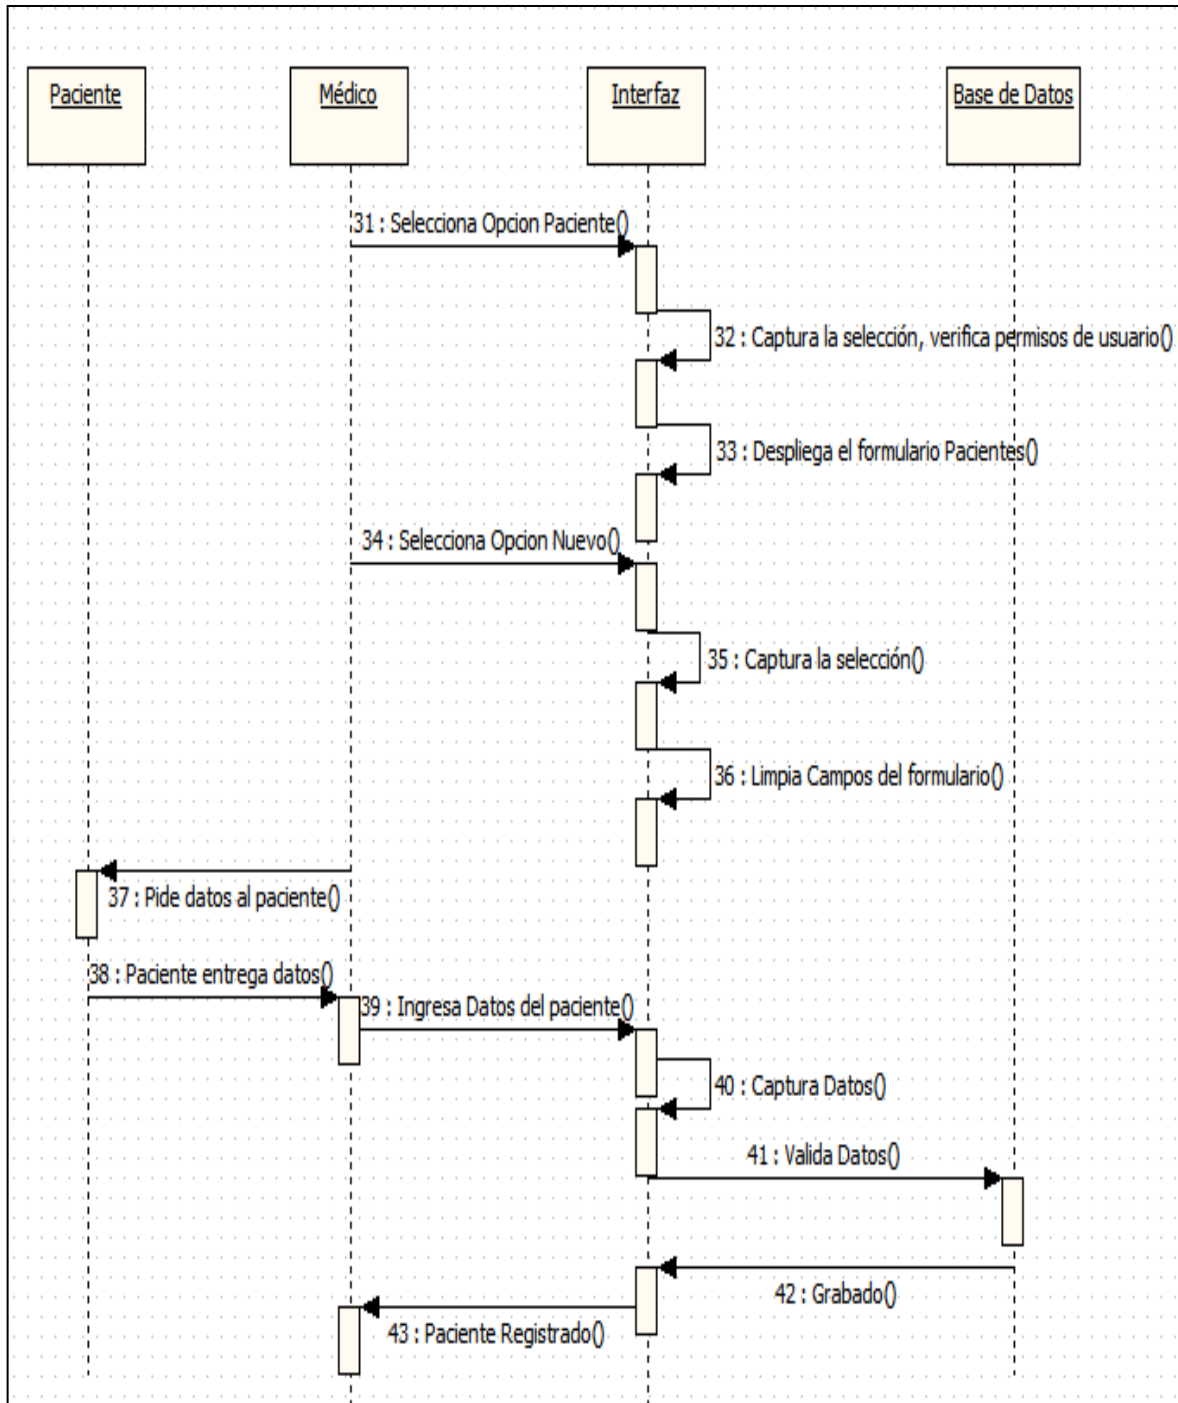 Paciente
Médico
Interfaz
Base de Datos
31 : Selecciona Opcion Paciente()
32 : Captura la selección, verifica permisos de usuario()
33 : Despliega el formulario Pacientes()
34 : Selecciona Opcion Nuevo()
35 : Captura la selección()
36 : Limpia Campos del formulario()
37 : Pide datos al paciente()
38 : Paciente entrega datos()
39 : Ingresa Datos del paciente()
40 : Captura Datos()
41 : Valida Datos()
42 : Grabado()
43 : Paciente Registrado()